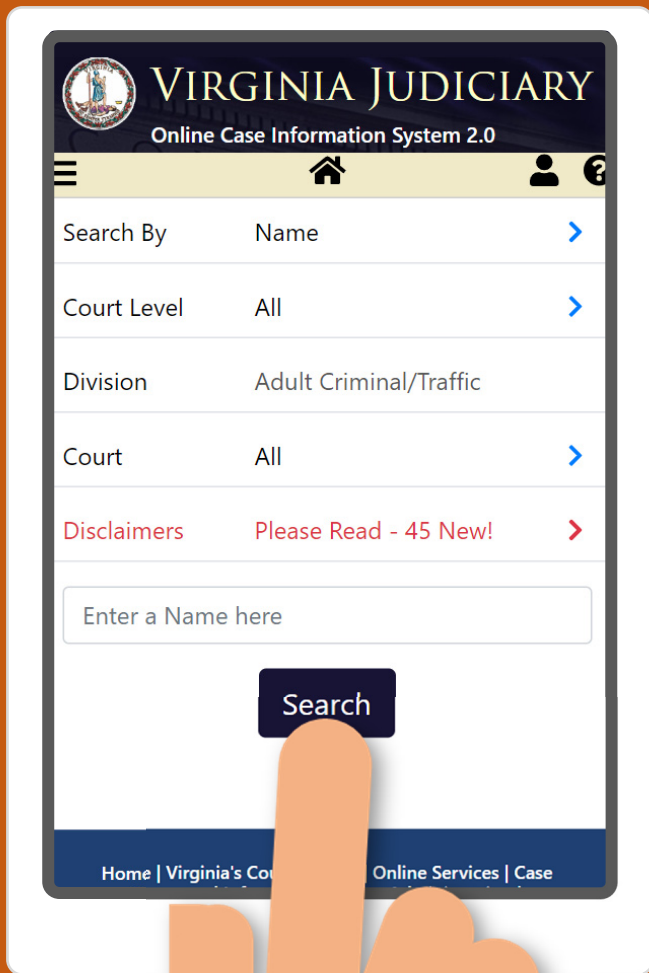 VIRGINIA JUDICIARY
Online Case Information System 2.0
Search By Name
Court Level All
Division Adult Criminal/Traffic
Court All
Disclaimers Please Read - 45 New!
Enter a Name here
Search
Home | Virginia's Online Services | Case